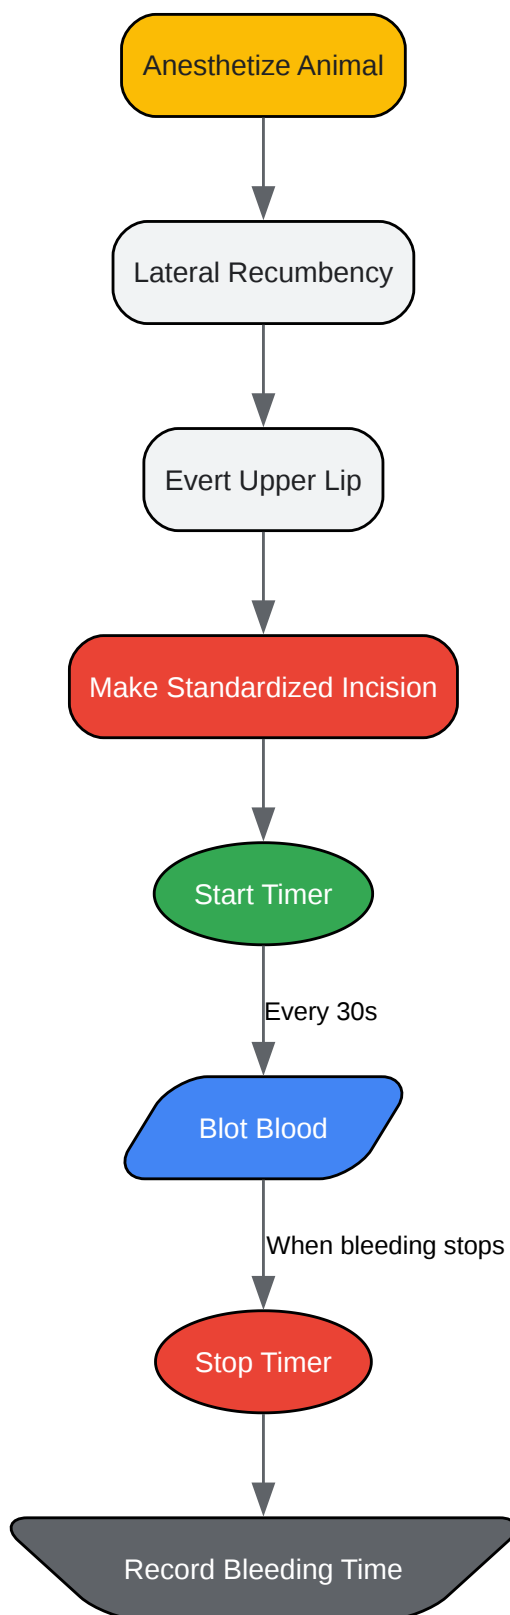 Anesthetize Animal
Lateral Recumbency
Evert Upper Lip
Make Standardized Incision
Start Timer
Every 30s
Blot Blood
When bleeding stops
Stop Timer
Record Bleeding Time